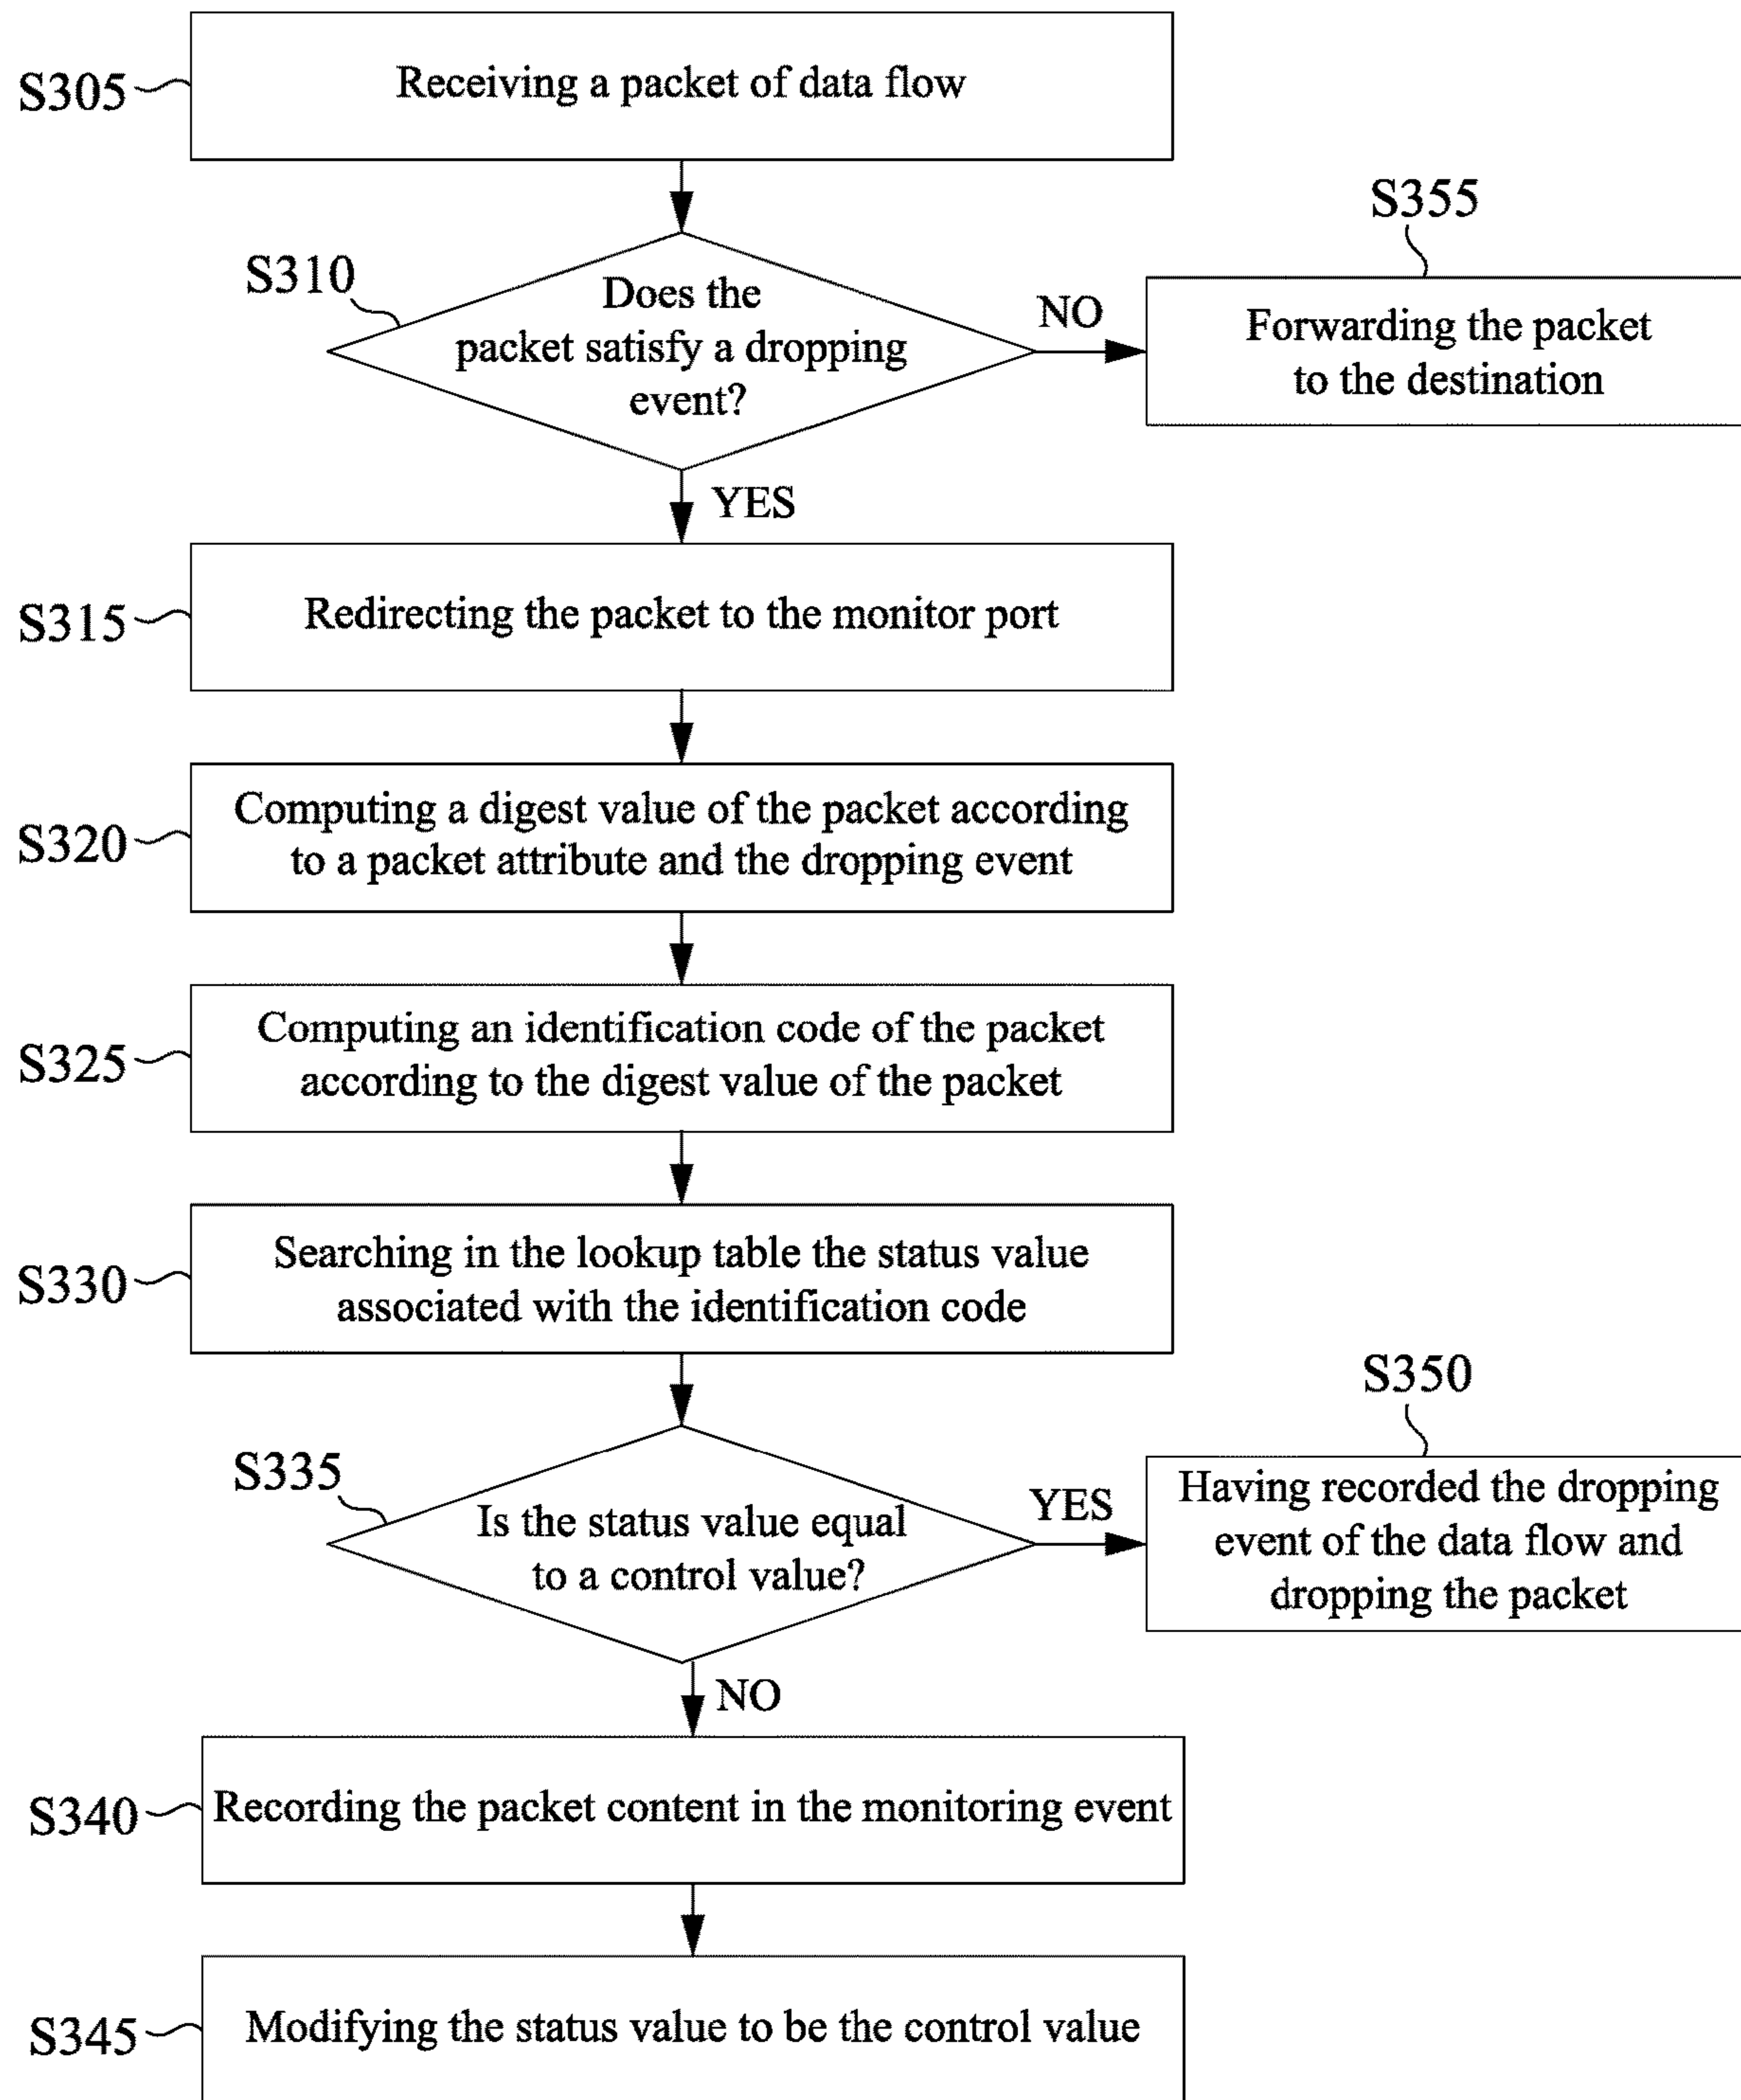 S305
Receiving a packet of data flow
S310
Does the
packet satisfy a dropping
event?
NO
S355
Forwarding the packet
to the destination
YES
S315
Redirecting the packet to the monitor port
S320
Computing a digest value of the packet according
to a packet attribute and the dropping event
S325
Computing an identification code of the packet
according to the digest value of the packet
S330
Searching in the lookup table the status value
associated with the identification code
S335
Is the status value equal
to a control value?
YES
S350
Having recorded the dropping
event of the data flow and
dropping the packet
NO
S340
Recording the packet content in the monitoring event
S345
Modifying the status value to be the control value